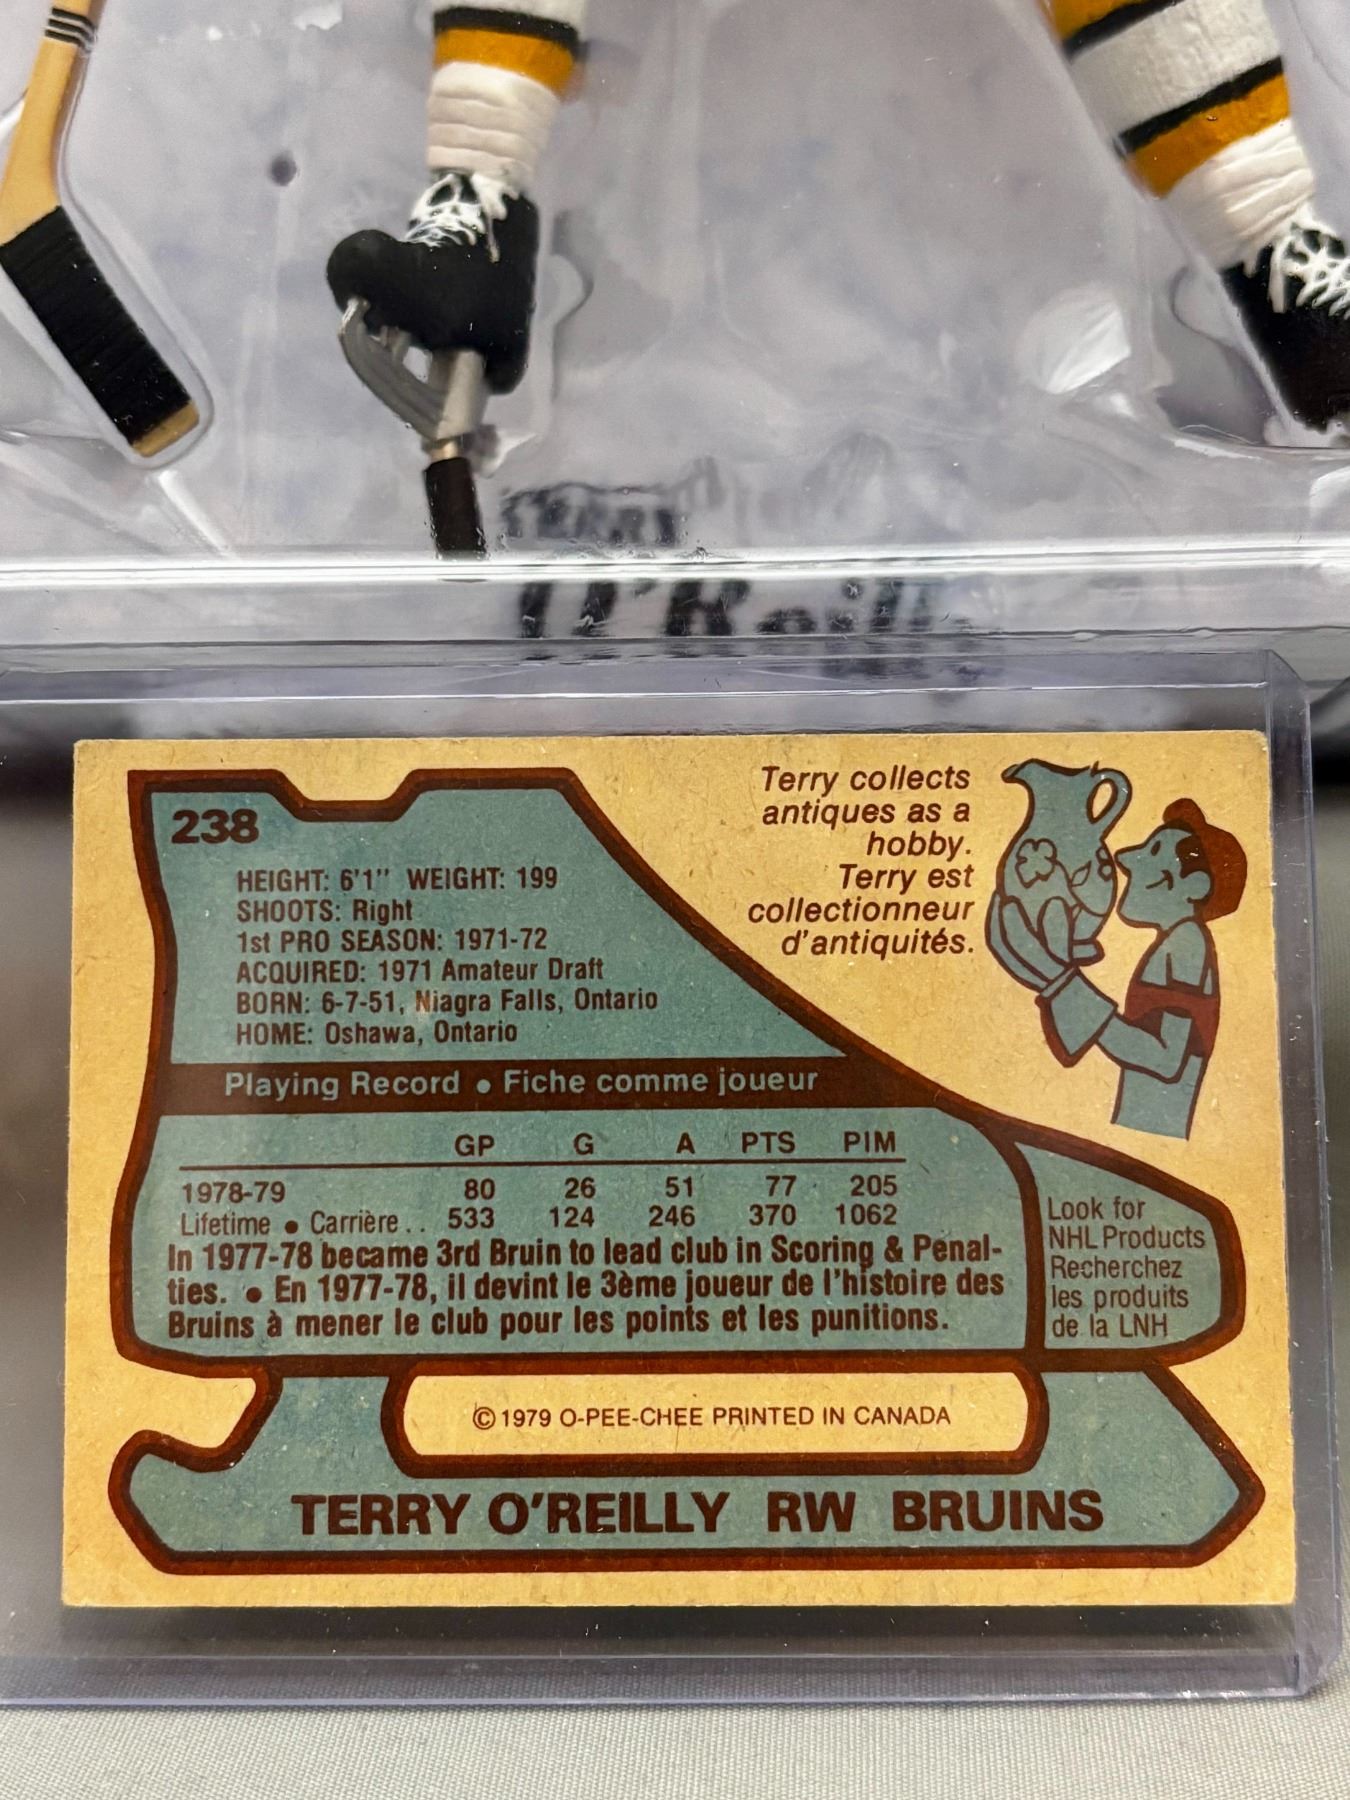 TERRY
O'Reilly
238
HEIGHT: 6'1" WEIGHT: 199
SHOOTS: Right
1st PRO SEASON: 1971-72
ACQUIRED: 1971 Amateur Draft
BORN: 6-7-51, Niagra Falls, Ontario
HOME: Oshawa, Ontario
Terry collects
antiques as a
hobby.
Terry est
collectionneur
d'antiquités.
Playing Record • Fiche comme joueur
GP G A PTS PIM
1978-79 80 26 51 77 205
Lifetime • Carrière .. 533 124 246 370 1062
In 1977-78 became 3rd Bruin to lead club in Scoring & Penal-
ties. • En 1977-78, il devint le 3ème joueur de l'histoire des
Bruins à mener le club pour les points et les punitions.
Look for
NHL Products
Recherchez
les produits
de la LNH
© 1979 O-PEE-CHEE PRINTED IN CANADA
TERRY O'REILLY RW BRUINS